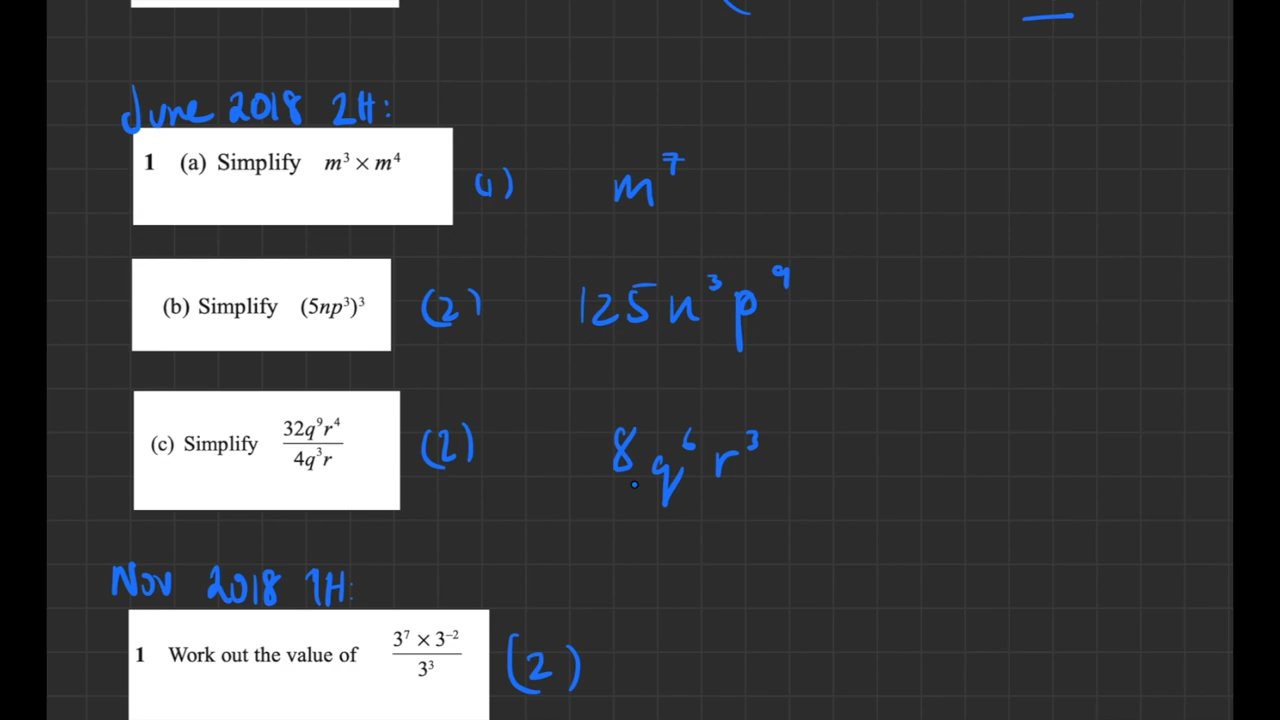 June 2018 2H:
1 (a) Simplify m³ × m⁴ (1) m⁷
(b) Simplify (5np³)³ (2) 125n³p⁹
(c) Simplify 32q⁹r⁴ / 4q³r (2) 8q⁶r³
Nov 2018 1H:
1 Work out the value of 3⁷ × 3⁻² / 3³ (2)